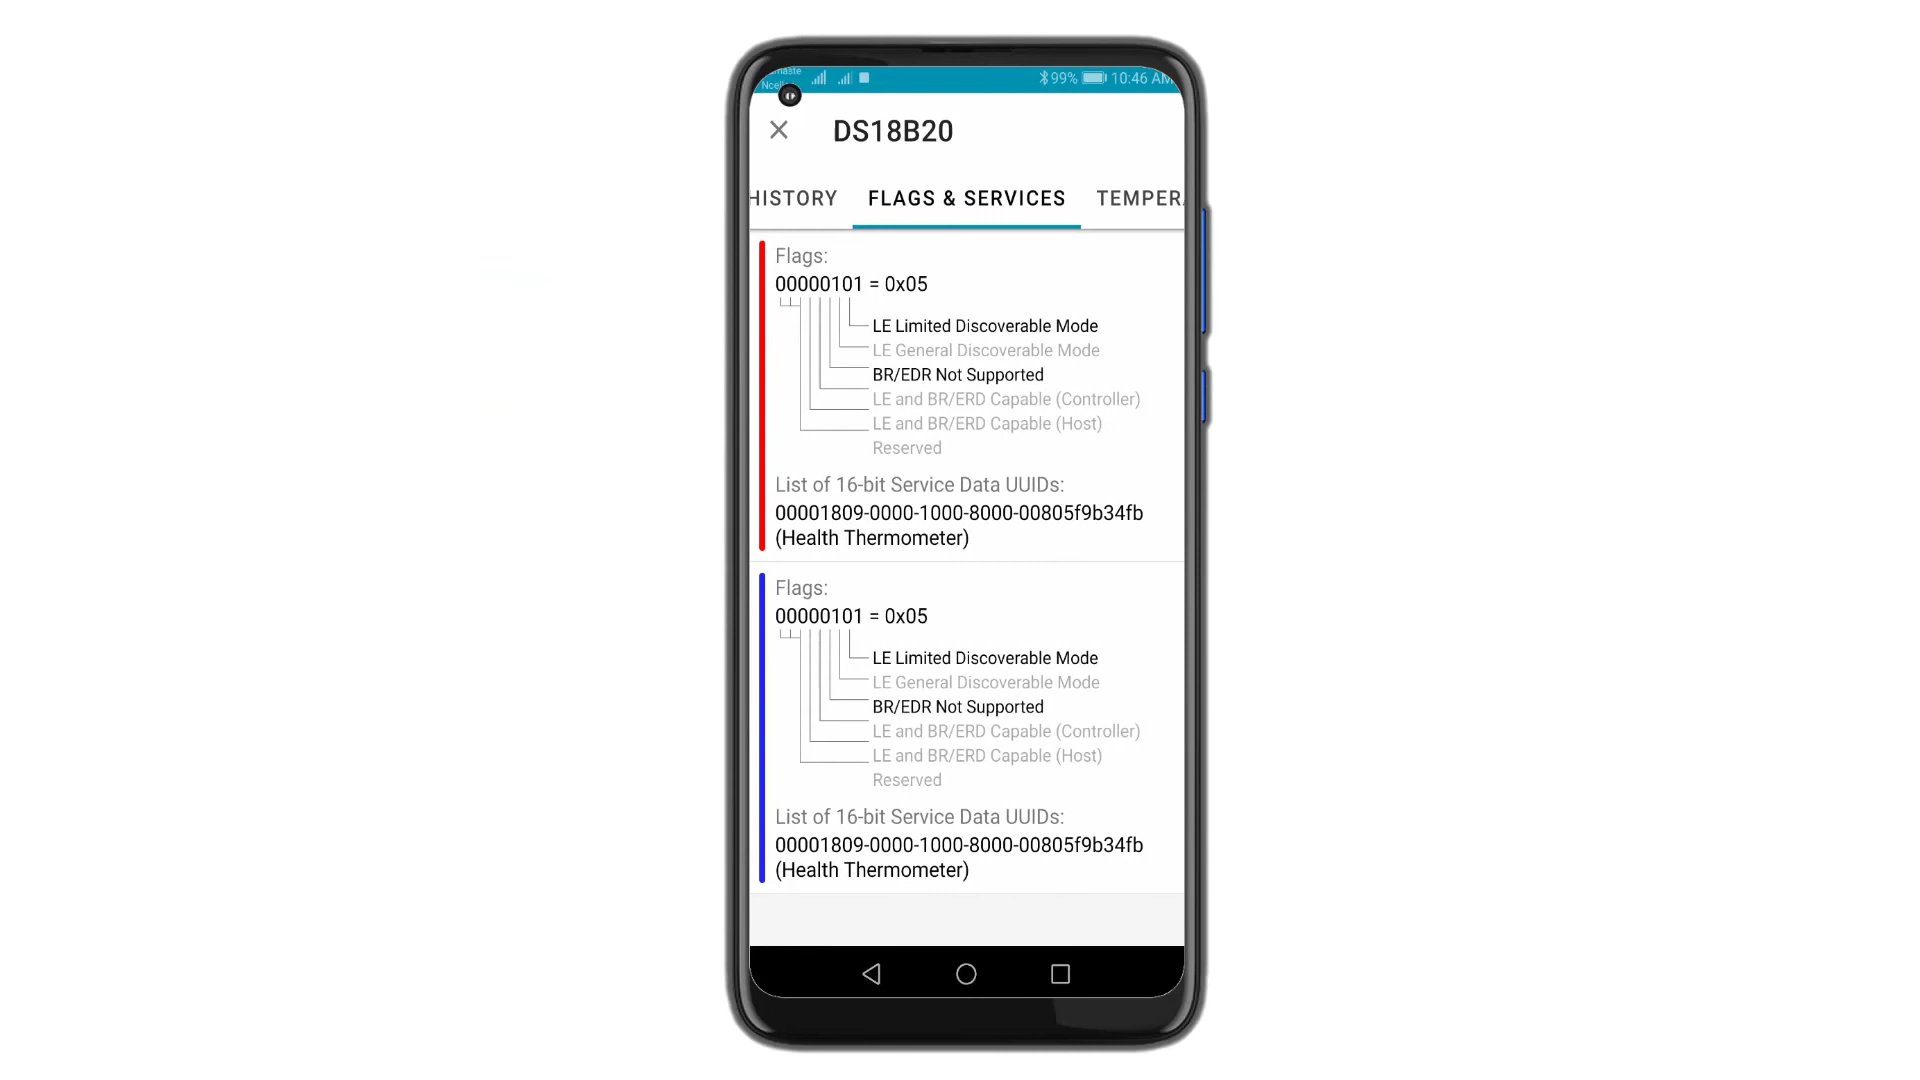 99% 10:46 AM
DS18B20
HISTORY FLAGS & SERVICES TEMPER
Flags:
00000101 = 0x05
LE Limited Discoverable Mode
LE General Discoverable Mode
BR/EDR Not Supported
LE and BR/ERD Capable (Controller)
LE and BR/ERD Capable (Host)
Reserved
List of 16-bit Service Data UUIDs:
00001809-0000-1000-8000-00805f9b34fb
(Health Thermometer)
Flags:
00000101 = 0x05
LE Limited Discoverable Mode
LE General Discoverable Mode
BR/EDR Not Supported
LE and BR/ERD Capable (Controller)
LE and BR/ERD Capable (Host)
Reserved
List of 16-bit Service Data UUIDs:
00001809-0000-1000-8000-00805f9b34fb
(Health Thermometer)